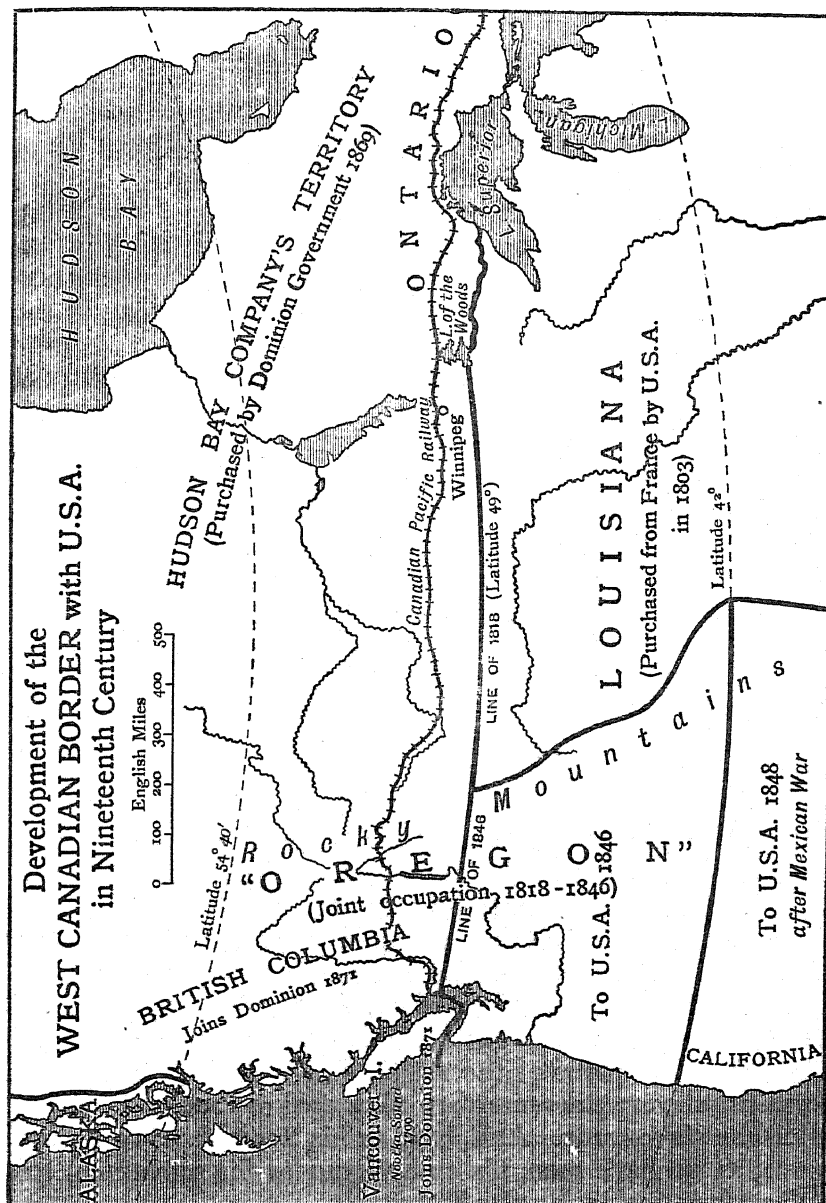 Development of the
WEST CANADIAN BORDER with U.S.A.
in Nineteenth Century
English Miles
0 100 200 300 400 500
HUDSON
BAY
HUDSON BAY COMPANY'S TERRITORY
(Purchased by Dominion Government 1869)
ALASKA
Latitude 54° 40'
BRITISH COLUMBIA
Joins Dominion 1871
Rocky
Mountains
"OREGON"
(Joint occupation 1818-1846)
Vancouver I.
Nootka Sound
1790
Joins Dominion 1871
Canadian Pacific Railway
Winpipeg
L. of the
Woods
ONTARIO
L. Superior
L. Michigan
LINE OF 1846
LINE OF 1818 (Latitude 49°)
To U.S.A. 1846
LOUISIANA
(Purchased from France by U.S.A.
in 1803)
Latitude 42°
CALIFORNIA
To U.S.A. 1848
after Mexican War